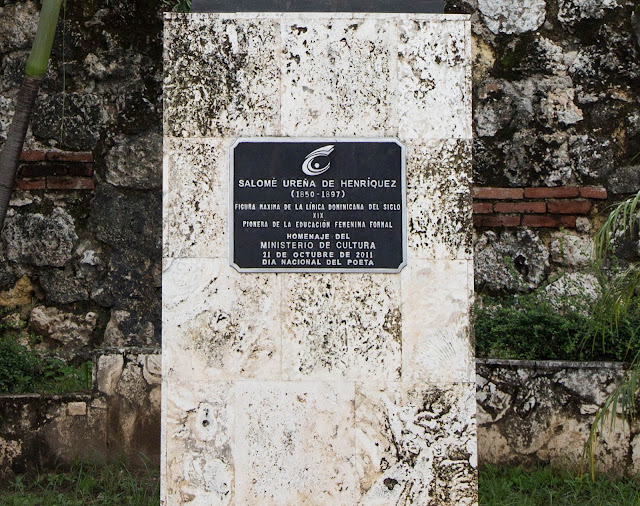 SALOMÉ UREÑA DE HENRÍQUEZ
(1850-1897)
FIGURA MAXIMA DE LA LÍRICA DOMINICANA DEL SIGLO
XIX
PIONERA DE LA EDUCACIÓN FEMENINA FORMAL
HOMENAJE DEL
MINISTERIO DE CULTURA
21 DE OCTUBRE DE 2011
DIA NACIONAL DEL POETA